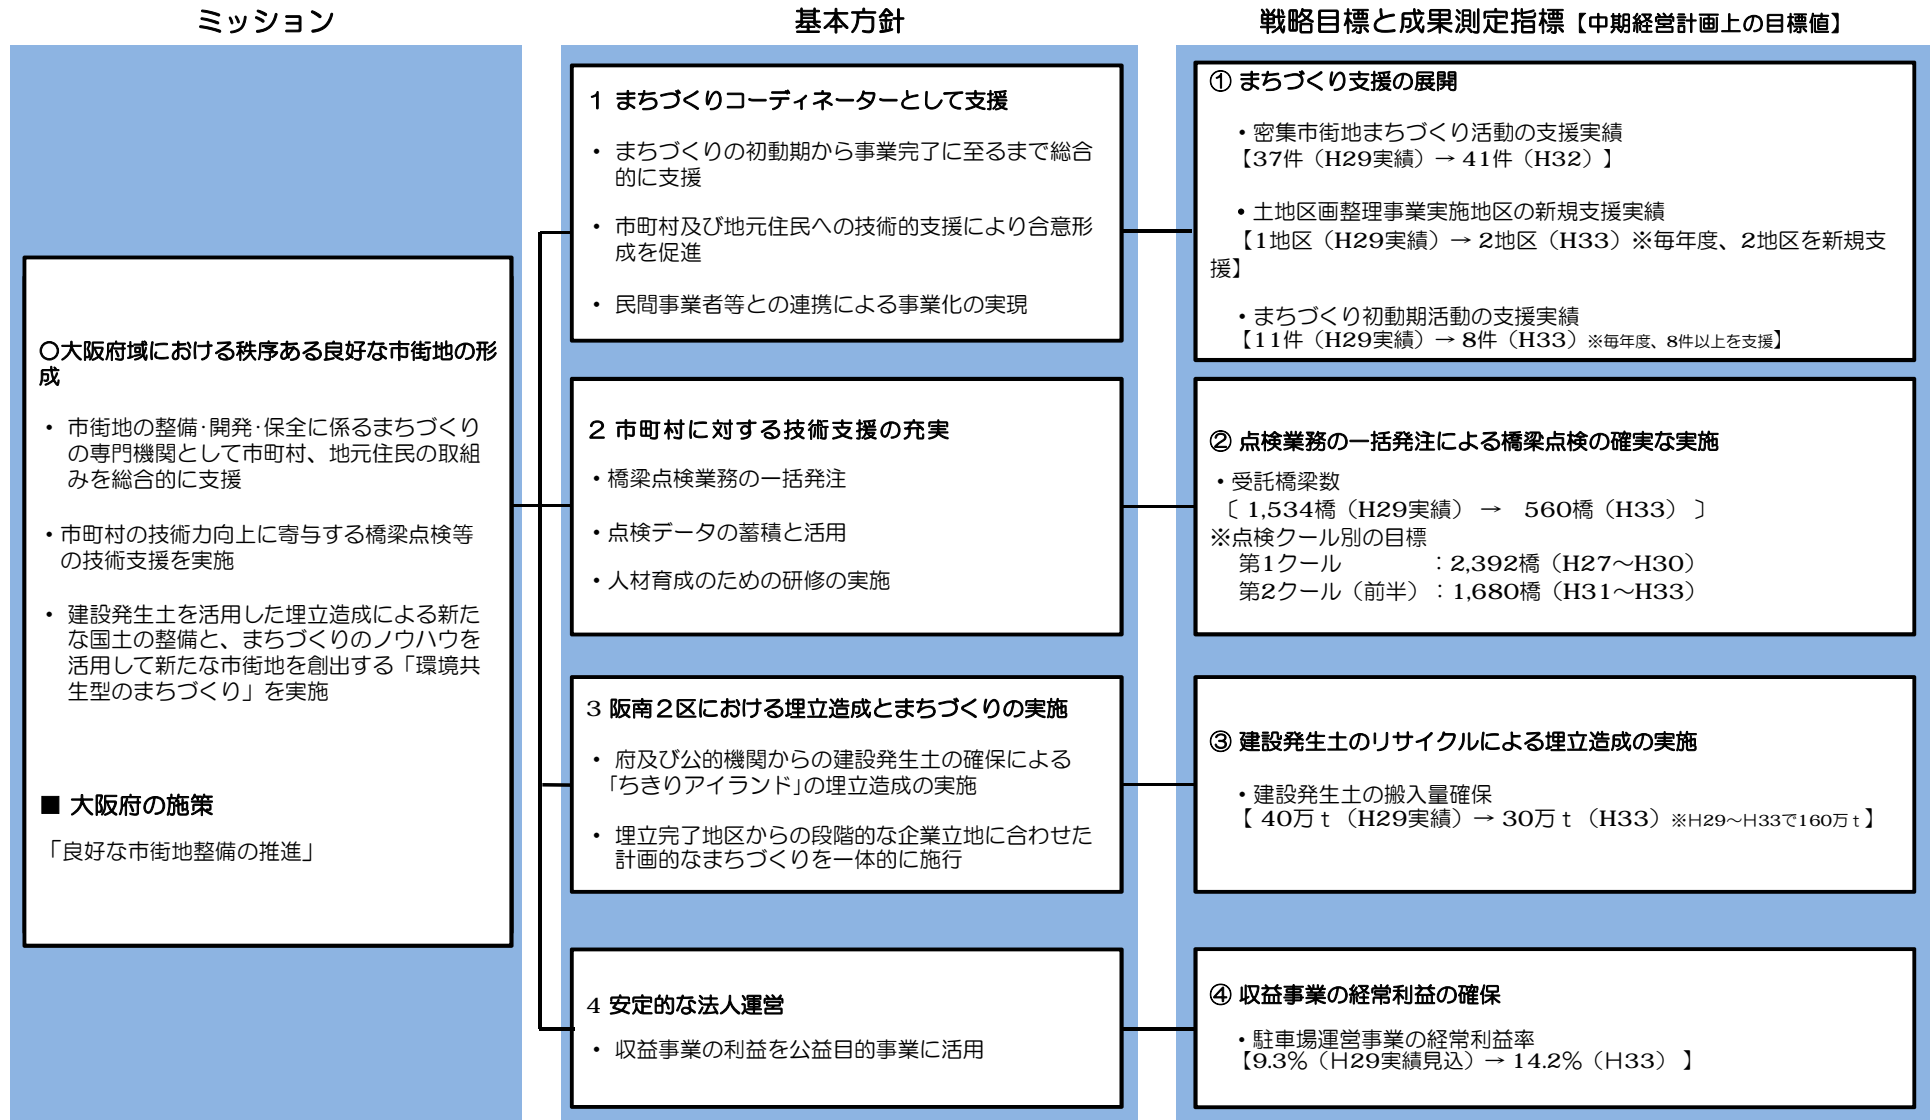 ミッション
〇大阪府域における秩序ある良好な市街地の形
成
・ 市街地の整備･開発･保全に係るまちづくり
の専門機関として市町村、地元住民の取組
みを総合的に支援
・市町村の技術力向上に寄与する橋梁点検等
の技術支援を実施
・ 建設発生土を活用した埋立造成による新た
な国土の整備と、まちづくりのノウハウを
活用して新たな市街地を創出する「環境共
生型のまちづくり」を実施
■ 大阪府の施策
「良好な市街地整備の推進」
基本方針
1 まちづくりコーディネーターとして支援
・ まちづくりの初動期から事業完了に至るまで総合
的に支援
・ 市町村及び地元住民への技術的支援により合意形
成を促進
・ 民間事業者等との連携による事業化の実現
2 市町村に対する技術支援の充実
・橋梁点検業務の一括発注
・点検データの蓄積と活用
・人材育成のための研修の実施
3 阪南２区における埋立造成とまちづくりの実施
・ 府及び公的機関からの建設発生土の確保による
「ちきりアイランド」の埋立造成の実施
・ 埋立完了地区からの段階的な企業立地に合わせた
計画的なまちづくりを一体的に施行
4 安定的な法人運営
・ 収益事業の利益を公益目的事業に活用
戦略目標と成果測定指標【中期経営計画上の目標値】
① まちづくり支援の展開
・密集市街地まちづくり活動の支援実績
【37件（H29実績）→ 41件（H32）】
・土地区画整理事業実施地区の新規支援実績
【1地区（H29実績）→ 2地区（H33）※毎年度、2地区を新規支
援】
・まちづくり初動期活動の支援実績
【11件（H29実績）→ 8件（H33）※毎年度、8件以上を支援】
② 点検業務の一括発注による橋梁点検の確実な実施
・受託橋梁数
〔 1,534橋（H29実績） → 560橋（H33） 〕
※点検クール別の目標
第1クール ：2,392橋（H27～H30）
第2クール（前半）：1,680橋（H31～H33）
③ 建設発生土のリサイクルによる埋立造成の実施
・建設発生土の搬入量確保
【 40万ｔ（H29実績）→ 30万ｔ（H33）※H29～H33で160万ｔ】
④ 収益事業の経常利益の確保
・駐車場運営事業の経常利益率
【9.3％（H29実績見込）→ 14.2％（H33） 】